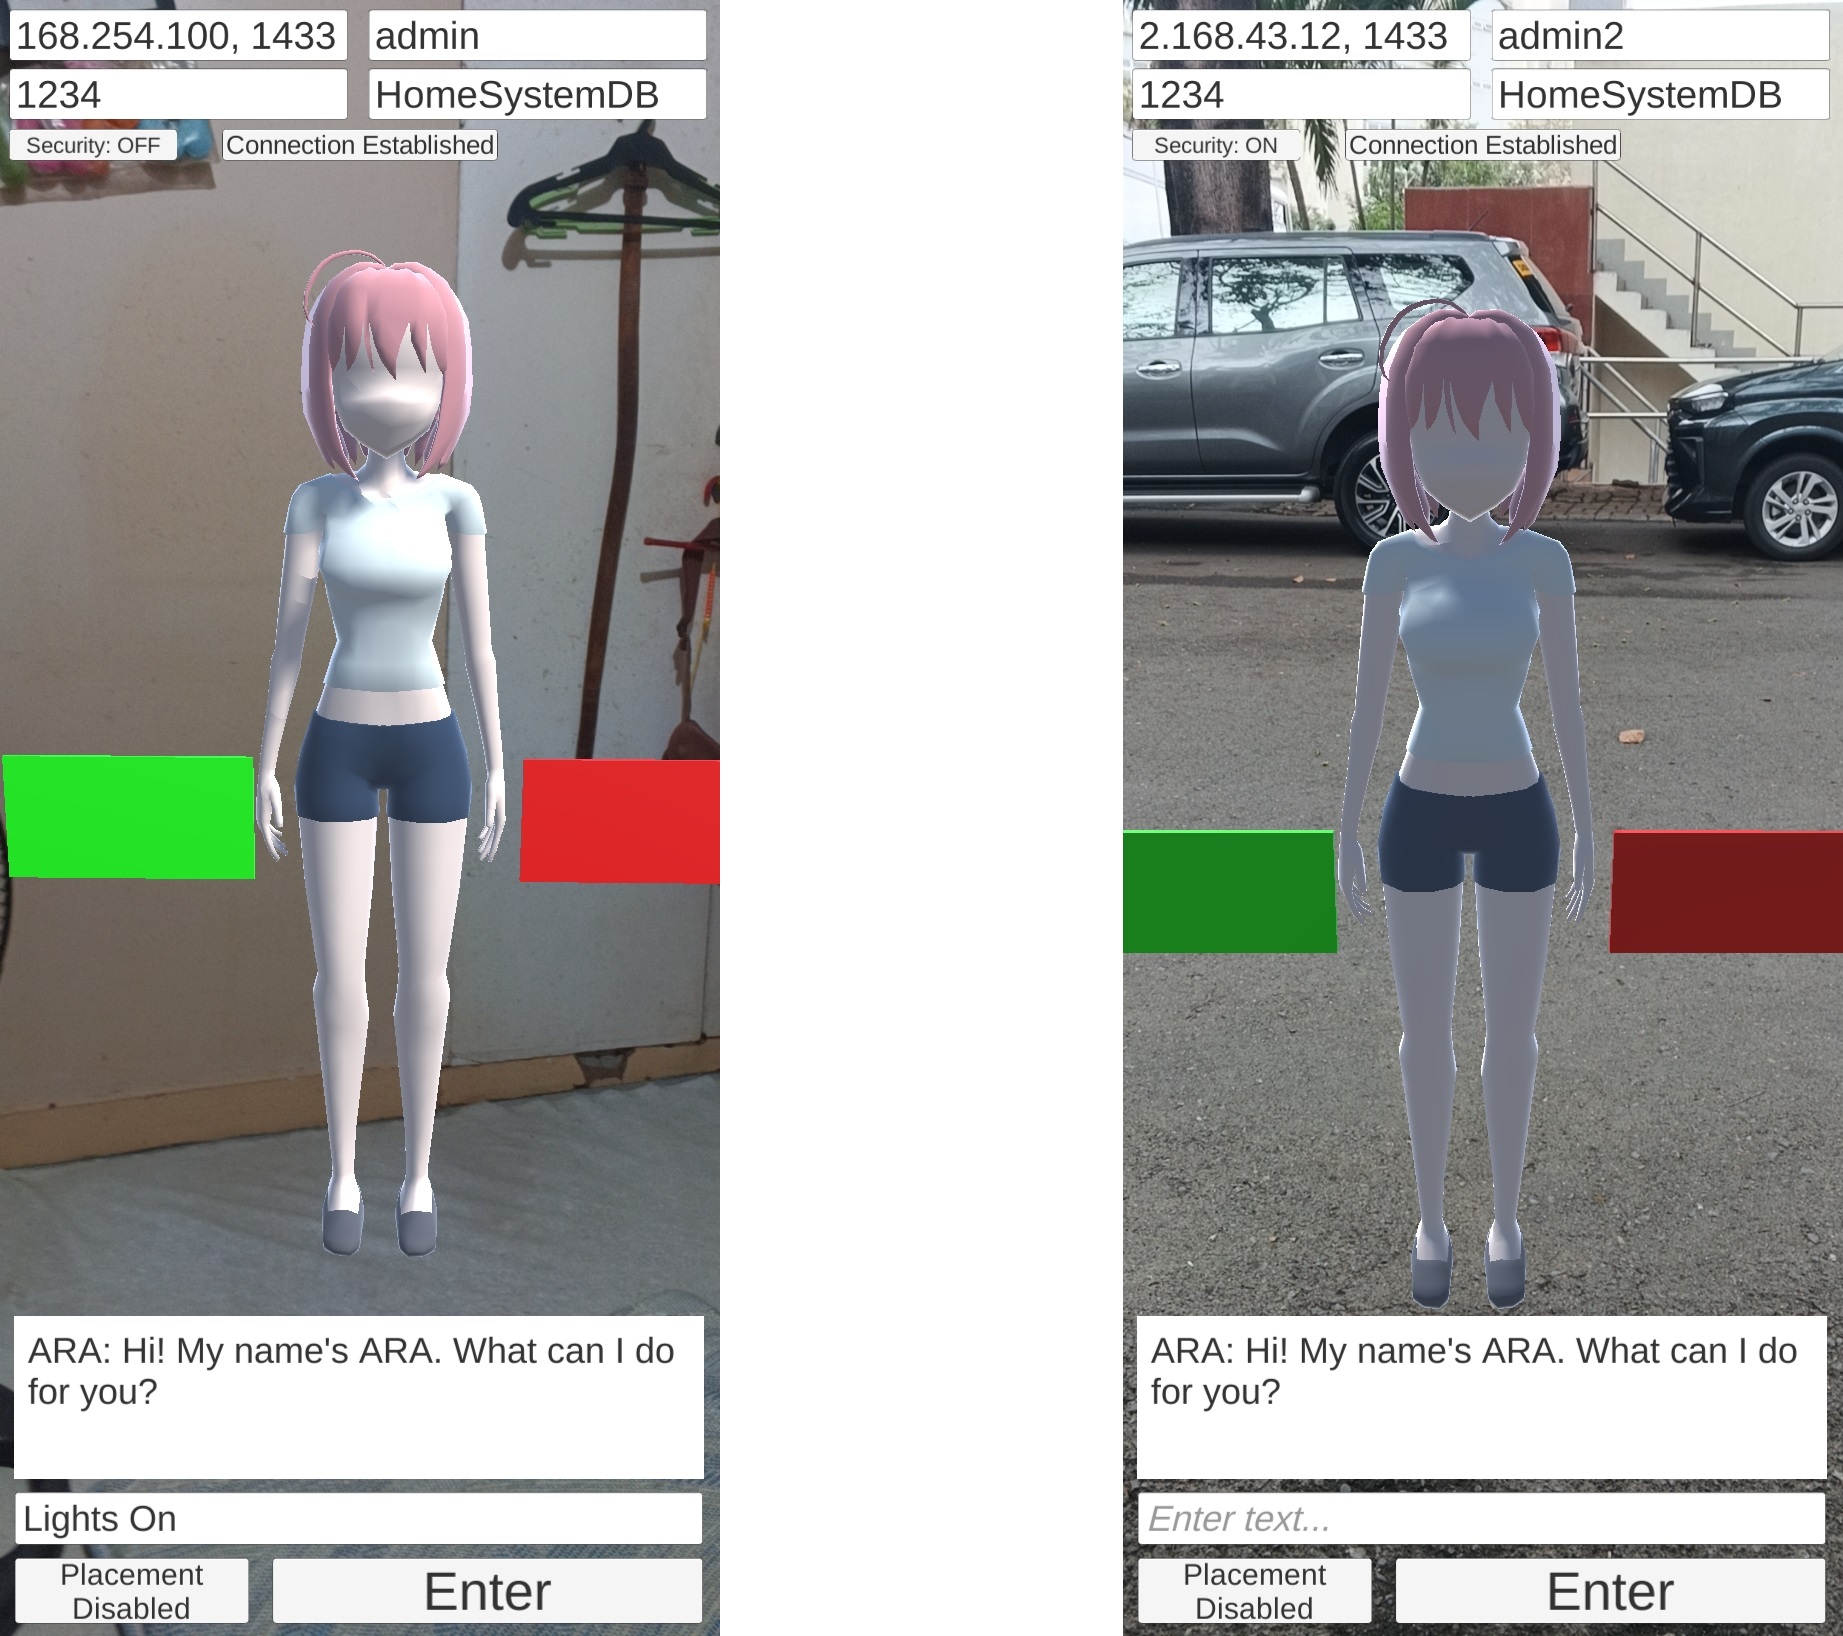 168.254.100, 1433
admin
1234
HomeSystemDB
Security: OFF
Connection Established
ARA: Hi! My name's ARA. What can I do
for you?
Lights On
Placement
Disabled
Enter
2.168.43.12, 1433
admin2
1234
HomeSystemDB
Security: ON
Connection Established
ARA: Hi! My name's ARA. What can I do
for you?
Enter text...
Placement
Disabled
Enter